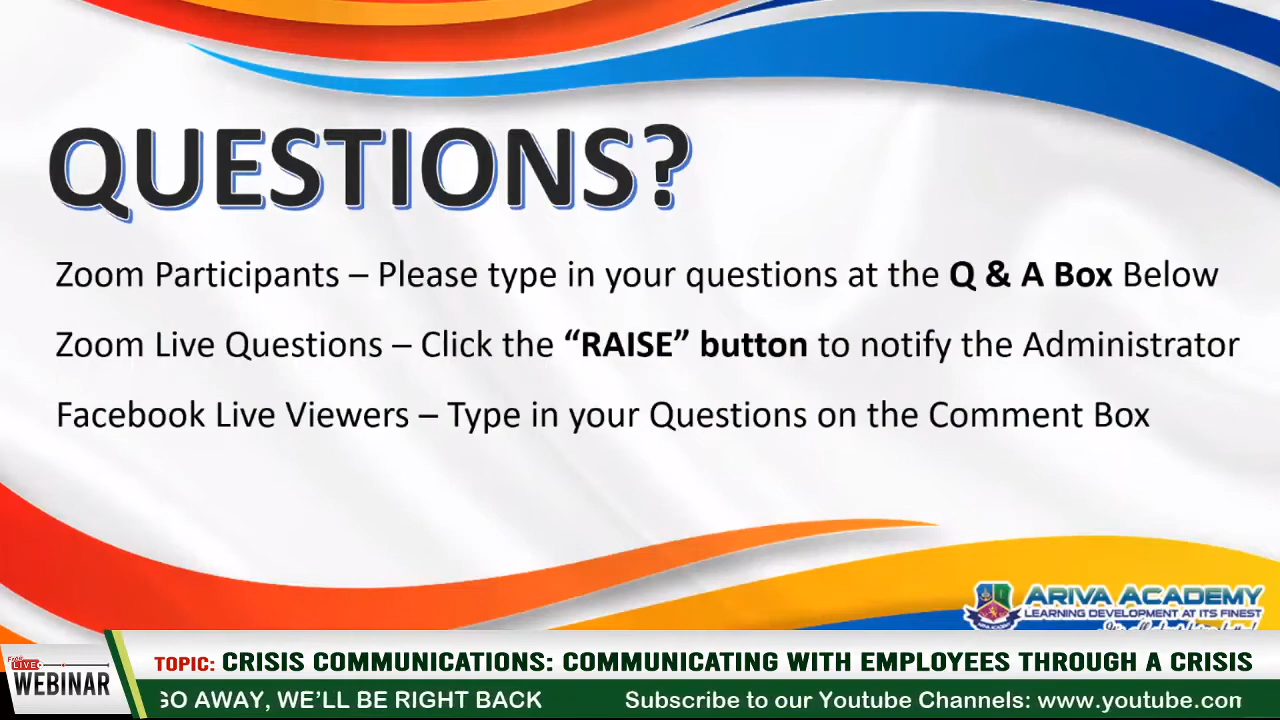 QUESTIONS?
Zoom Participants – Please type in your questions at the Q & A Box Below
Zoom Live Questions – Click the “RAISE” button to notify the Administrator
Facebook Live Viewers – Type in your Questions on the Comment Box
ARIVA ACADEMY
LEARNING DEVELOPMENT AT ITS FINEST
Free
LIVE
WEBINAR
TOPIC: CRISIS COMMUNICATIONS: COMMUNICATING WITH EMPLOYEES THROUGH A CRISIS
GO AWAY, WE’LL BE RIGHT BACK Subscribe to our Youtube Channels: www.youtube.com